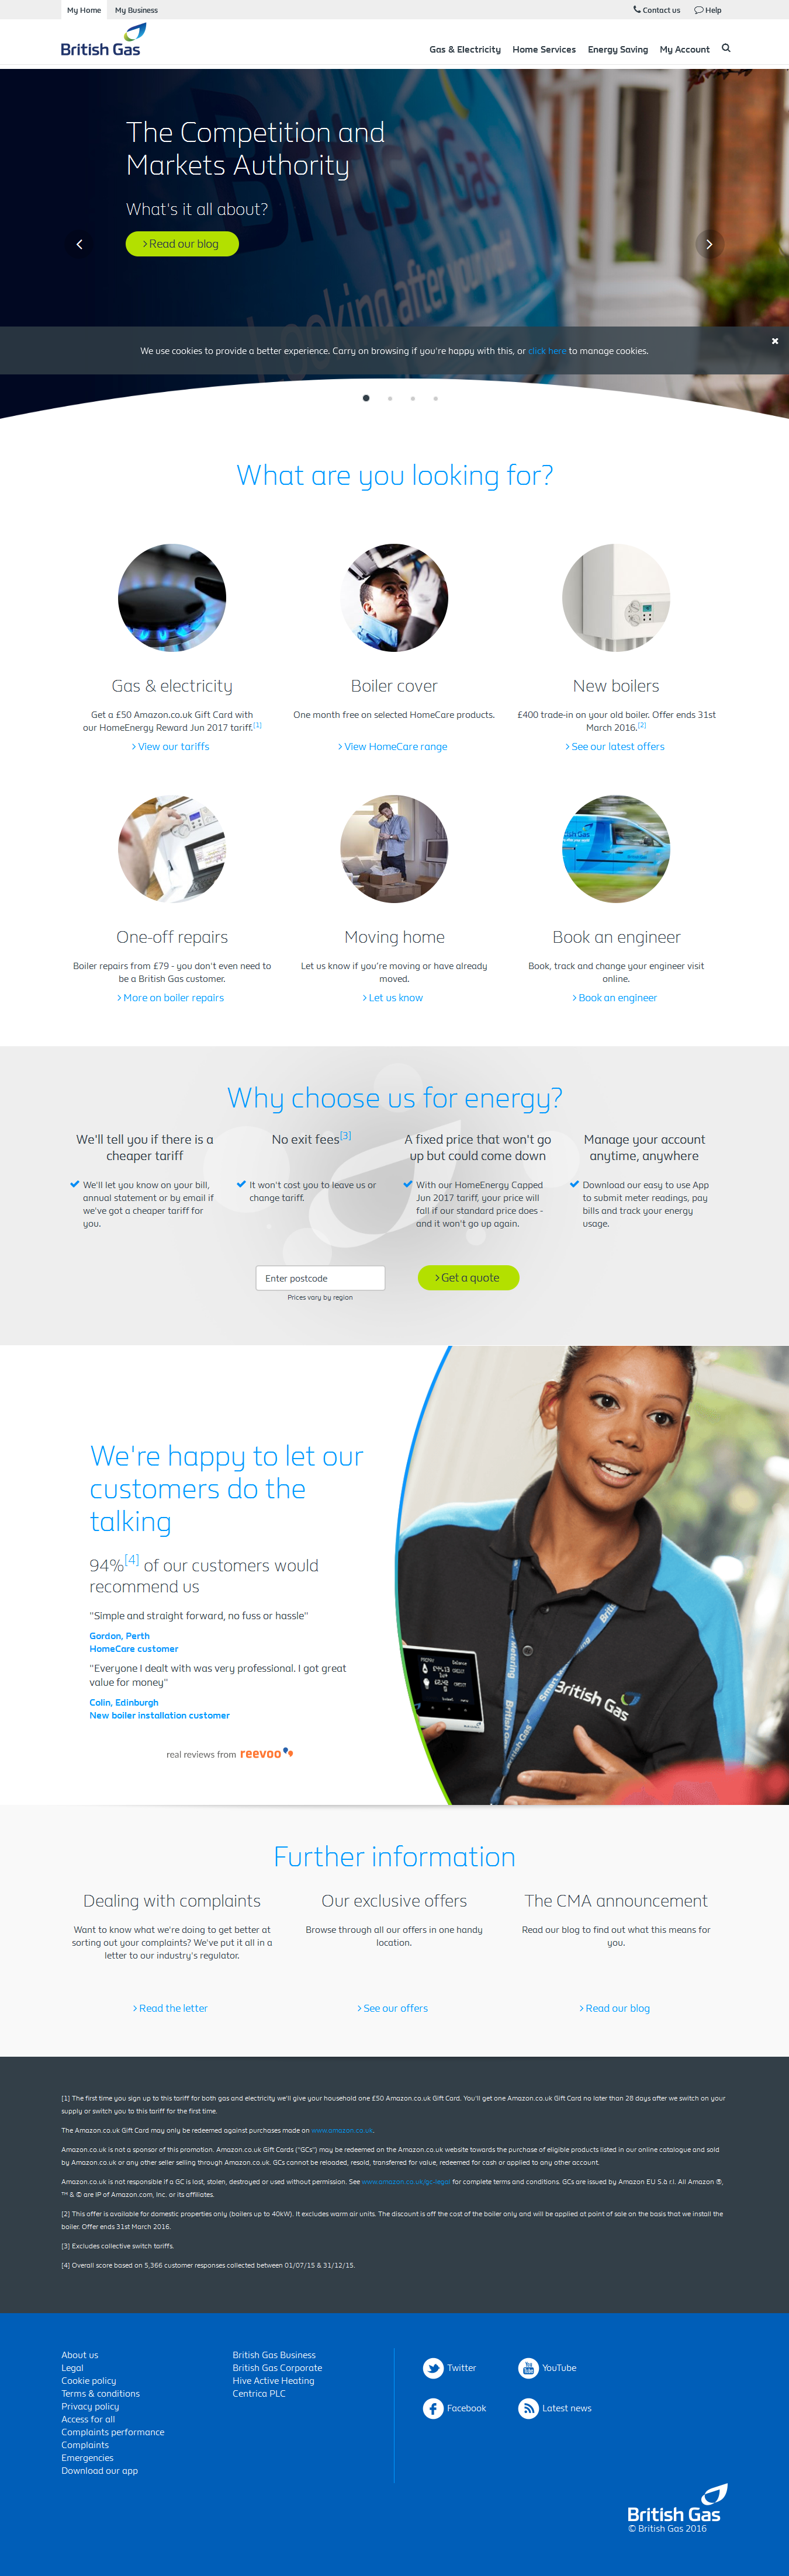 My Home
My Business
Contact us
Help
British Gas
Gas & Electricity
Home Services
Energy Saving
My Account
The Competition and
Markets Authority
What's it all about?
Read our blog
British Gas
Looking after your
We use cookies to provide a better experience. Carry on browsing if you're happy with this, or click here to manage cookies.
What are you looking for?
Gas & electricity
Get a £50 Amazon.co.uk Gift Card with
our HomeEnergy Reward Jun 2017 tariff.[1]
View our tariffs
Boiler cover
One month free on selected HomeCare products.
View HomeCare range
New boilers
£400 trade-in on your old boiler. Offer ends 31st
March 2016.[2]
See our latest offers
One-off repairs
Boiler repairs from £79 - you don't even need to
be a British Gas customer.
More on boiler repairs
Moving home
Let us know if you're moving or have already
moved.
Let us know
Book an engineer
Book, track and change your engineer visit
online.
Book an engineer
Why choose us for energy?
We'll tell you if there is a
cheaper tariff
We'll let you know on your bill,
annual statement or by email if
we've got a cheaper tariff for
you.
No exit fees[3]
It won't cost you to leave us or
change tariff.
A fixed price that won't go
up but could come down
With our HomeEnergy Capped
Jun 2017 tariff, your price will
fall if our standard price does -
and it won't go up again.
Manage your account
anytime, anywhere
Download our easy to use App
to submit meter readings, pay
bills and track your energy
usage.
Enter postcode
Prices vary by region
Get a quote
We're happy to let our
customers do the
talking
94%[4] of our customers would
recommend us
"Simple and straight forward, no fuss or hassle"
Gordon, Perth
HomeCare customer
"Everyone I dealt with was very professional. I got great
value for money"
Colin, Edinburgh
New boiler installation customer
real reviews from reevoo
British Gas
Further information
Dealing with complaints
Want to know what we're doing to get better at
sorting out your complaints? We've put it all in a
letter to our industry's regulator.
Read the letter
Our exclusive offers
Browse through all our offers in one handy
location.
See our offers
The CMA announcement
Read our blog to find out what this means for
you.
Read our blog
[1] The first time you sign up to this tariff for both gas and electricity we'll give your household one £50 Amazon.co.uk Gift Card. You'll get one Amazon.co.uk Gift Card no later than 28 days after we switch on your
supply or switch you to this tariff for the first time.
The Amazon.co.uk Gift Card may only be redeemed against purchases made on www.amazon.co.uk.
Amazon.co.uk is not a sponsor of this promotion. Amazon.co.uk Gift Cards ("GCs") may be redeemed on the Amazon.co.uk website towards the purchase of eligible products listed in our online catalogue and sold
by Amazon.co.uk or any other seller selling through Amazon.co.uk. GCs cannot be reloaded, resold, transferred for value, redeemed for cash or applied to any other account.
Amazon.co.uk is not responsible if a GC is lost, stolen, destroyed or used without permission. See www.amazon.co.uk/gc-legal for complete terms and conditions. GCs are issued by Amazon EU S.à r.l. All Amazon ®,
™ & © are IP of Amazon.com, Inc. or its affiliates.
[2] This offer is available for domestic properties only (boilers up to 40kW). It excludes warm air units. The discount is off the cost of the boiler only and will be applied at point of sale on the basis that we install the
boiler. Offer ends 31st March 2016.
[3] Excludes collective switch tariffs.
[4] Overall score based on 5,366 customer responses collected between 01/07/15 & 31/12/15.
About us
Legal
Cookie policy
Terms & conditions
Privacy policy
Access for all
Complaints performance
Complaints
Emergencies
Download our app
British Gas Business
British Gas Corporate
Hive Active Heating
Centrica PLC
Twitter
YouTube
Facebook
Latest news
British Gas
© British Gas 2016